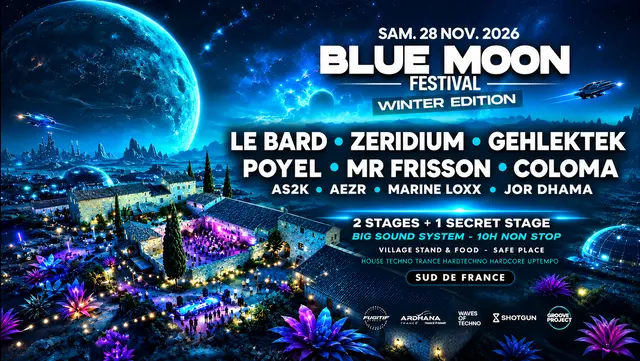 SAM. 28 NOV. 2026
BLUE MOON
FESTIVAL
WINTER EDITION
LE BARD • ZERIDIUM • GEHLEKTEK
POYEL • MR FRISSON • COLOMA
AS2K • AEZR • MARINE LOXX • JOR DHAMA
2 STAGES + 1 SECRET STAGE
BIG SOUND SYSTEM - 10H NON STOP
VILLAGE STAND & FOOD - SAFE PLACE
HOUSE TECHNO TRANCE HARDTECHNO HARDCORE UPTEMPO
SUD DE FRANCE
FUGITIF
ARDHANA
TRANCE
WAVES OF TECHNO
SHOTGUN
GROOVE PROJECT